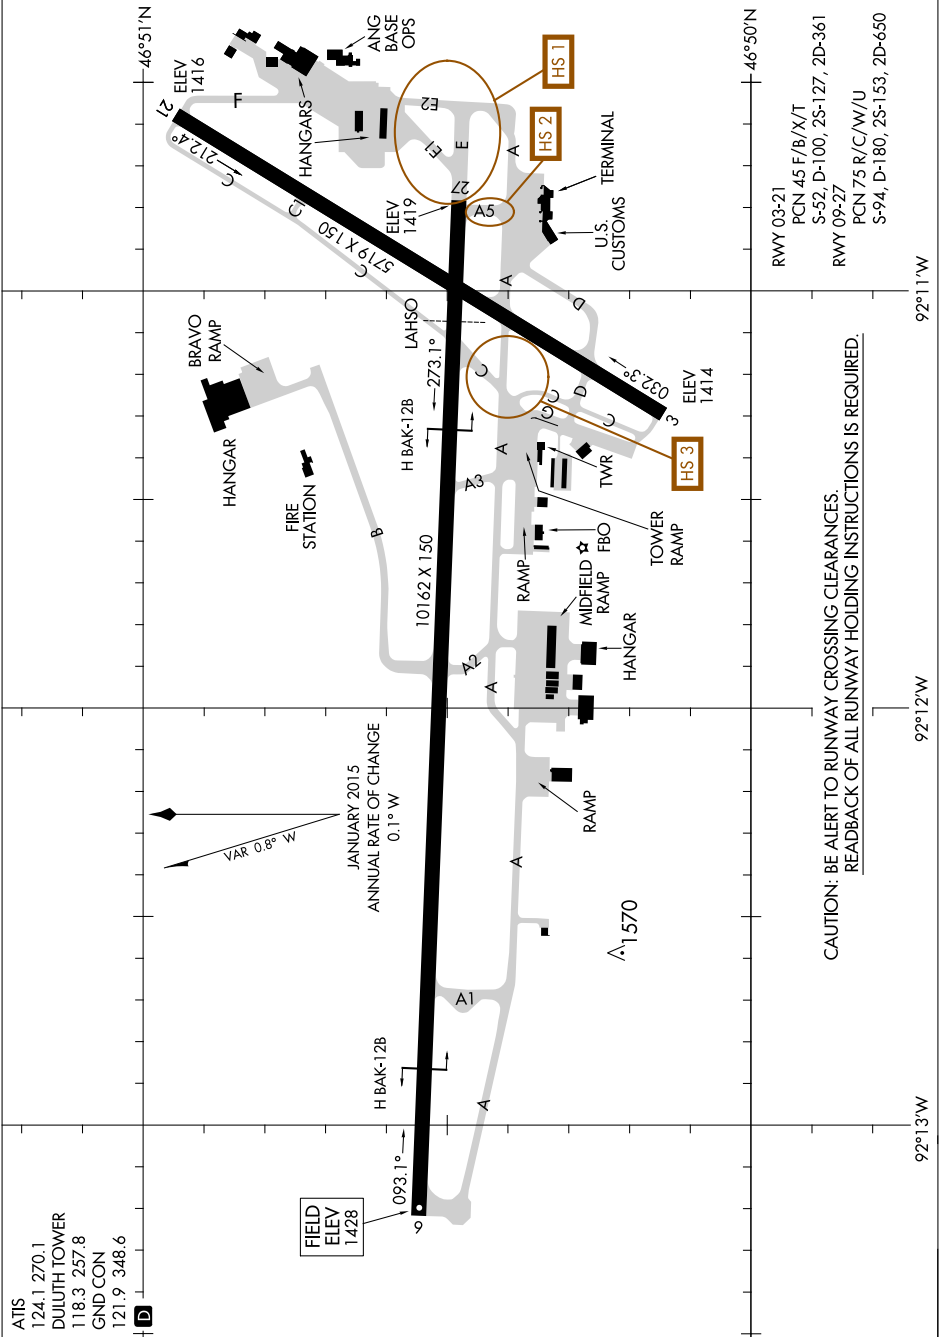 ATIS
124.1 270.1
DULUTH TOWER
118.3 257.8
GND CON
121.9 348.6
D
46°51'N
46°50'N
ANG
BASE
OPS
HS 1
HS 2
ELEV
1416
21
F
HANGARS
E2
E1
E
A
27
212.4°
C
C1
C
5719 X 150
ELEV
1419
A5
TERMINAL
U.S.
CUSTOMS
RWY 03-21
PCN 45 F/B/X/T
S-52, D-100, 2S-127, 2D-361
RWY 09-27
PCN 75 R/C/W/U
S-94, D-180, 2S-153, 2D-650
92°11'W
A
D
LAHSO
BRAVO
RAMP
273.1°
C
032.3°
D
C
G
C
ELEV
1414
3
HS 3
H BAK-12B
A
HANGAR
FIRE
STATION
A3
TWR
B
10162 X 150
RAMP
FBO
TOWER
RAMP
MIDFIELD
RAMP
HANGAR
A2
A
92°12'W
JANUARY 2015
ANNUAL RATE OF CHANGE
0.1° W
VAR 0.8° W
RAMP
A
1570
A1
H BAK-12B
A
092°13'W
093.1°
9
FIELD
ELEV
1428
CAUTION: BE ALERT TO RUNWAY CROSSING CLEARANCES.
READBACK OF ALL RUNWAY HOLDING INSTRUCTIONS IS REQUIRED.